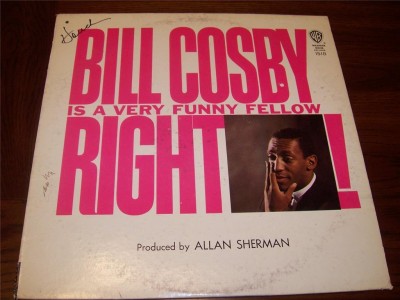 BILL COSBY
IS A VERY FUNNY FELLOW
RIGHT!
Produced by ALLAN SHERMAN